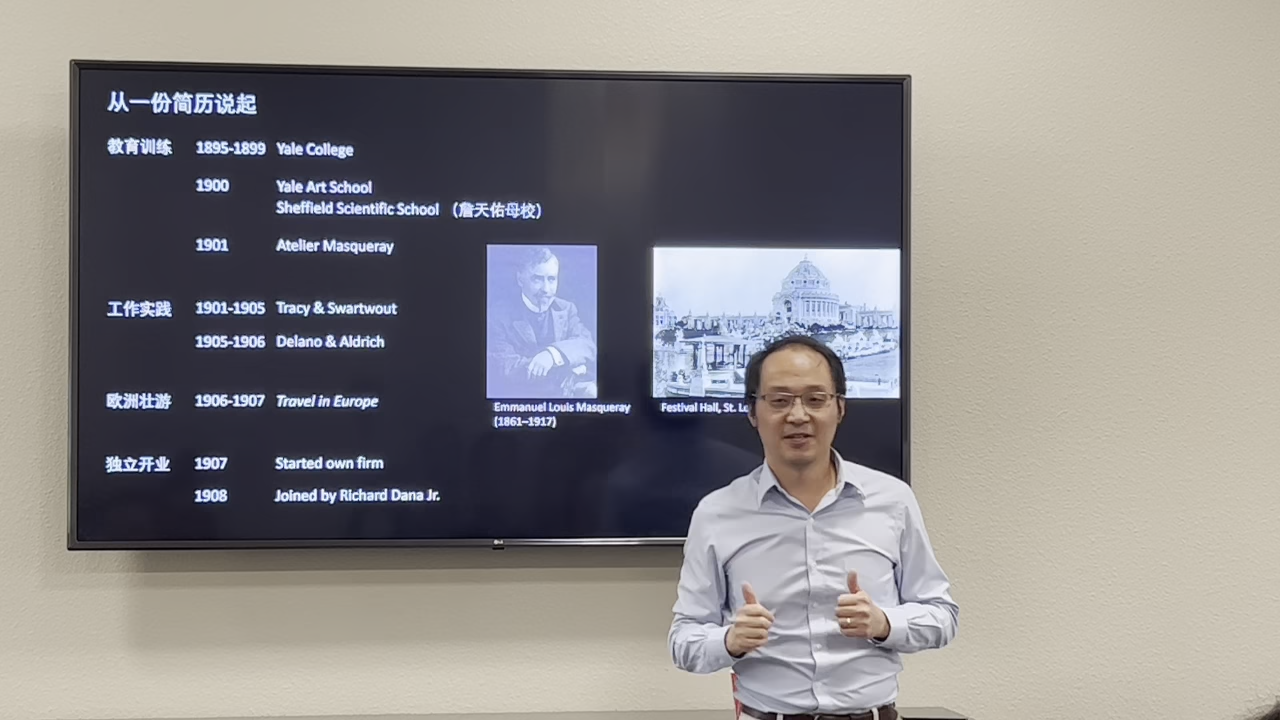 从一份简历说起
教育训练 1895-1899 Yale College
1900 Yale Art School
Sheffield Scientific School （詹天佑母校）
1901 Atelier Masqueray
工作实践 1901-1905 Tracy & Swartwout
1905-1906 Delano & Aldrich
欧洲壮游 1906-1907 Travel in Europe
Emmanuel Louis Masqueray
(1861–1917)
Festival Hall, St.
独立开业 1907 Started own firm
1908 Joined by Richard Dana Jr.
LG